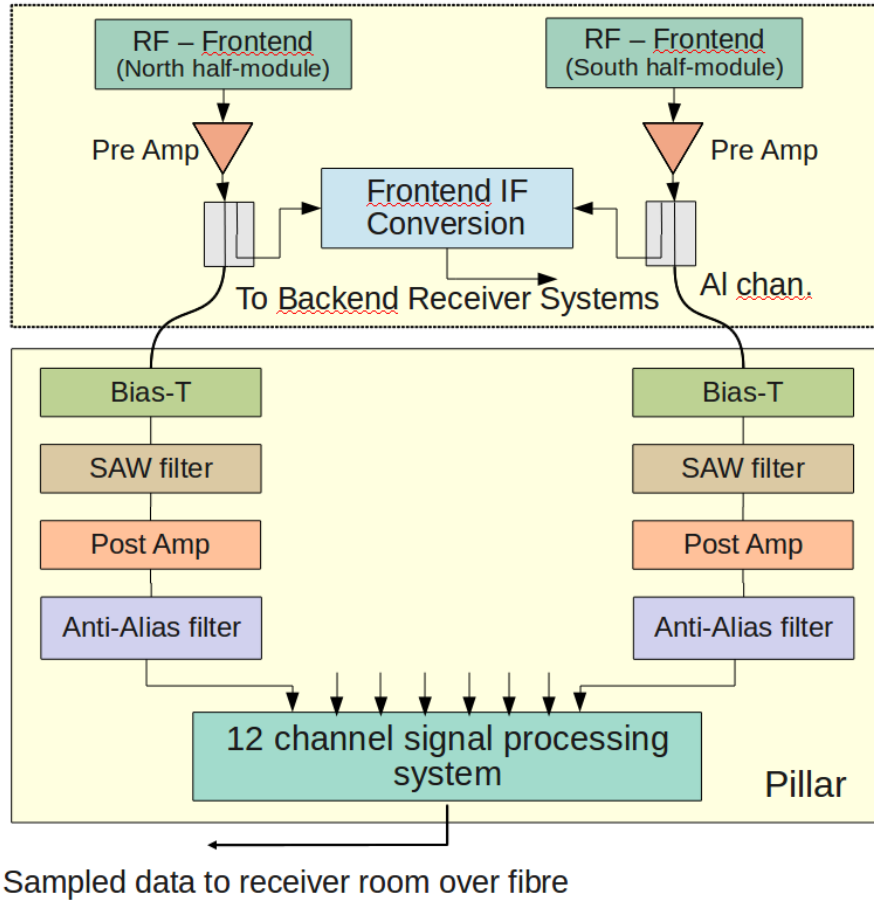 RF – Frontend
(North half-module)
RF – Frontend
(South half-module)
Pre Amp
Pre Amp
Frontend IF
Conversion
To Backend Receiver Systems
Al chan.
Bias-T
Bias-T
SAW filter
SAW filter
Post Amp
Post Amp
Anti-Alias filter
Anti-Alias filter
12 channel signal processing
system
Pillar
Sampled data to receiver room over fibre